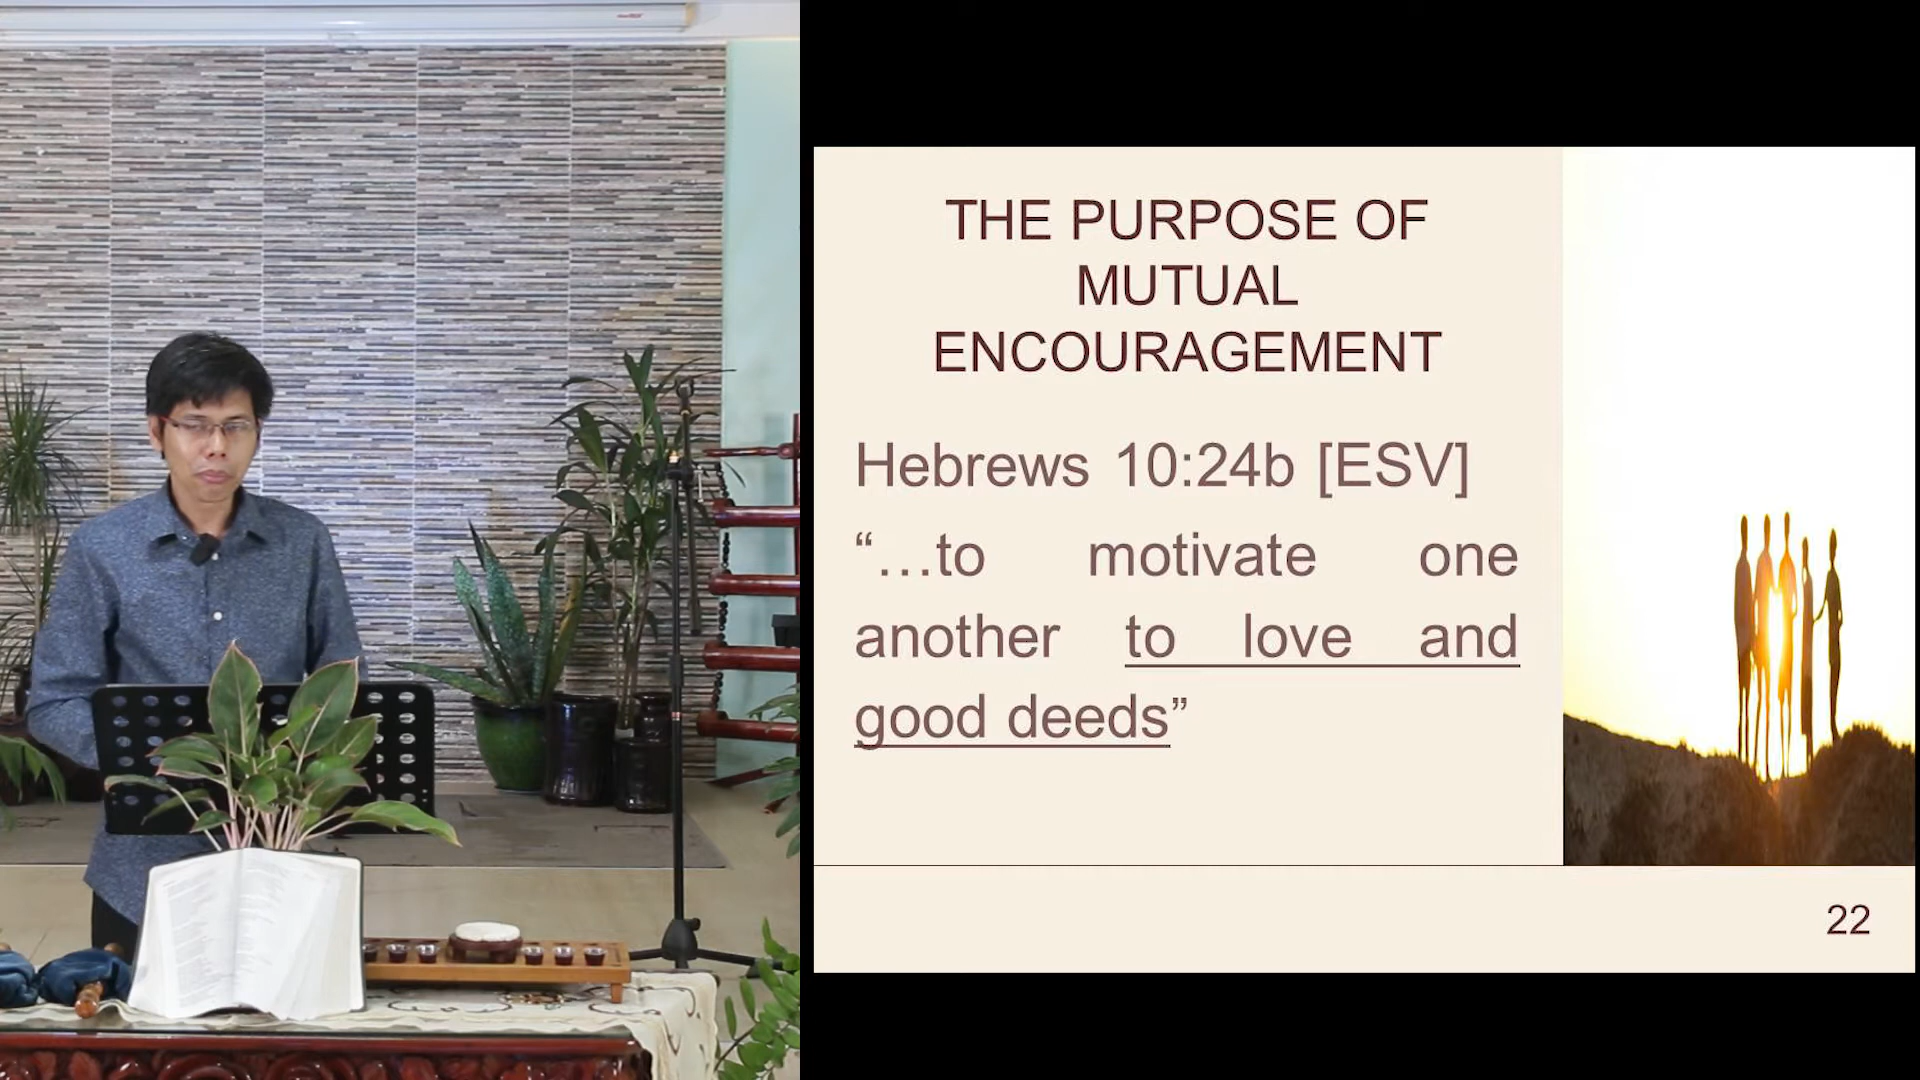 THE PURPOSE OF
MUTUAL
ENCOURAGEMENT
Hebrews 10:24b [ESV]
“…to motivate one
another to love and
good deeds”
22